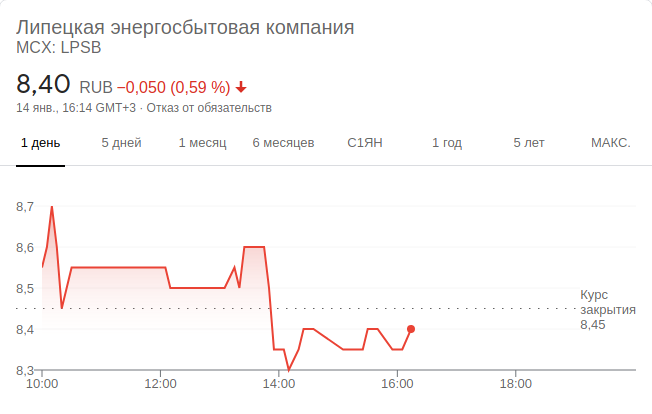 Липецкая энергосбытовая компания
MCX: LPSB
8,40 RUB −0,050 (0,59 %)
14 янв., 16:14 GMT+3 · Отказ от обязательств
1 день 5 дней 1 месяц 6 месяцев С1ЯН 1 год 5 лет МАКС.
8,7
8,6
8,5
Курс
закрытия
8,45
8,4
8,3
10:00 12:00 14:00 16:00 18:00